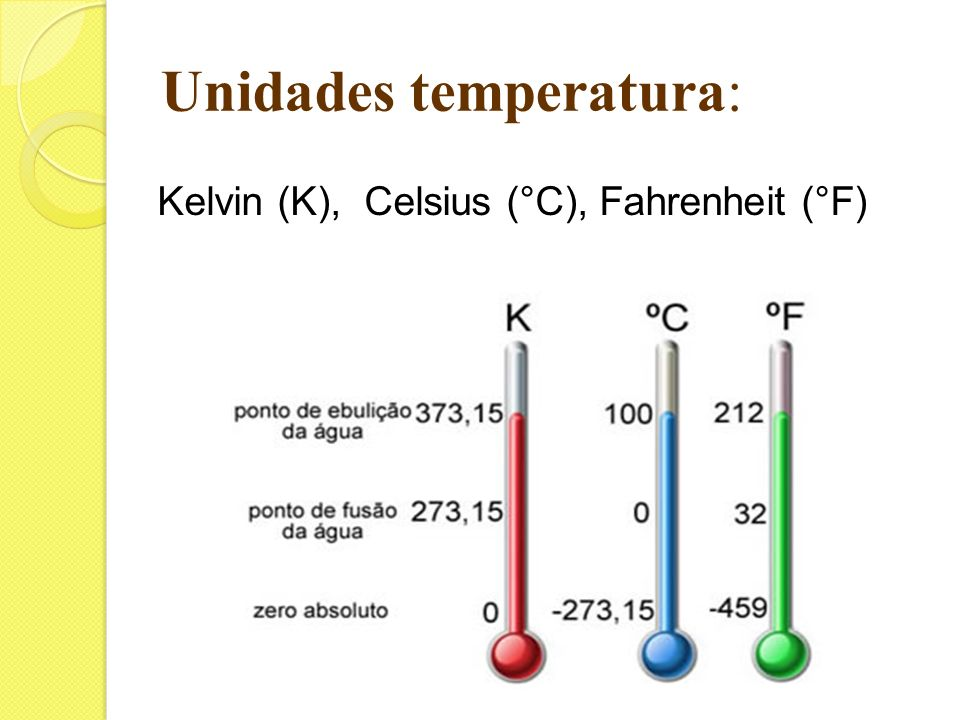 Unidades temperatura:
Kelvin (K), Celsius (°C), Fahrenheit (°F)
K ºC ºF
ponto de ebulição
da água
373,15 100 212
ponto de fusão
da água
273,15 0 32
zero absoluto 0 -273,15 -459